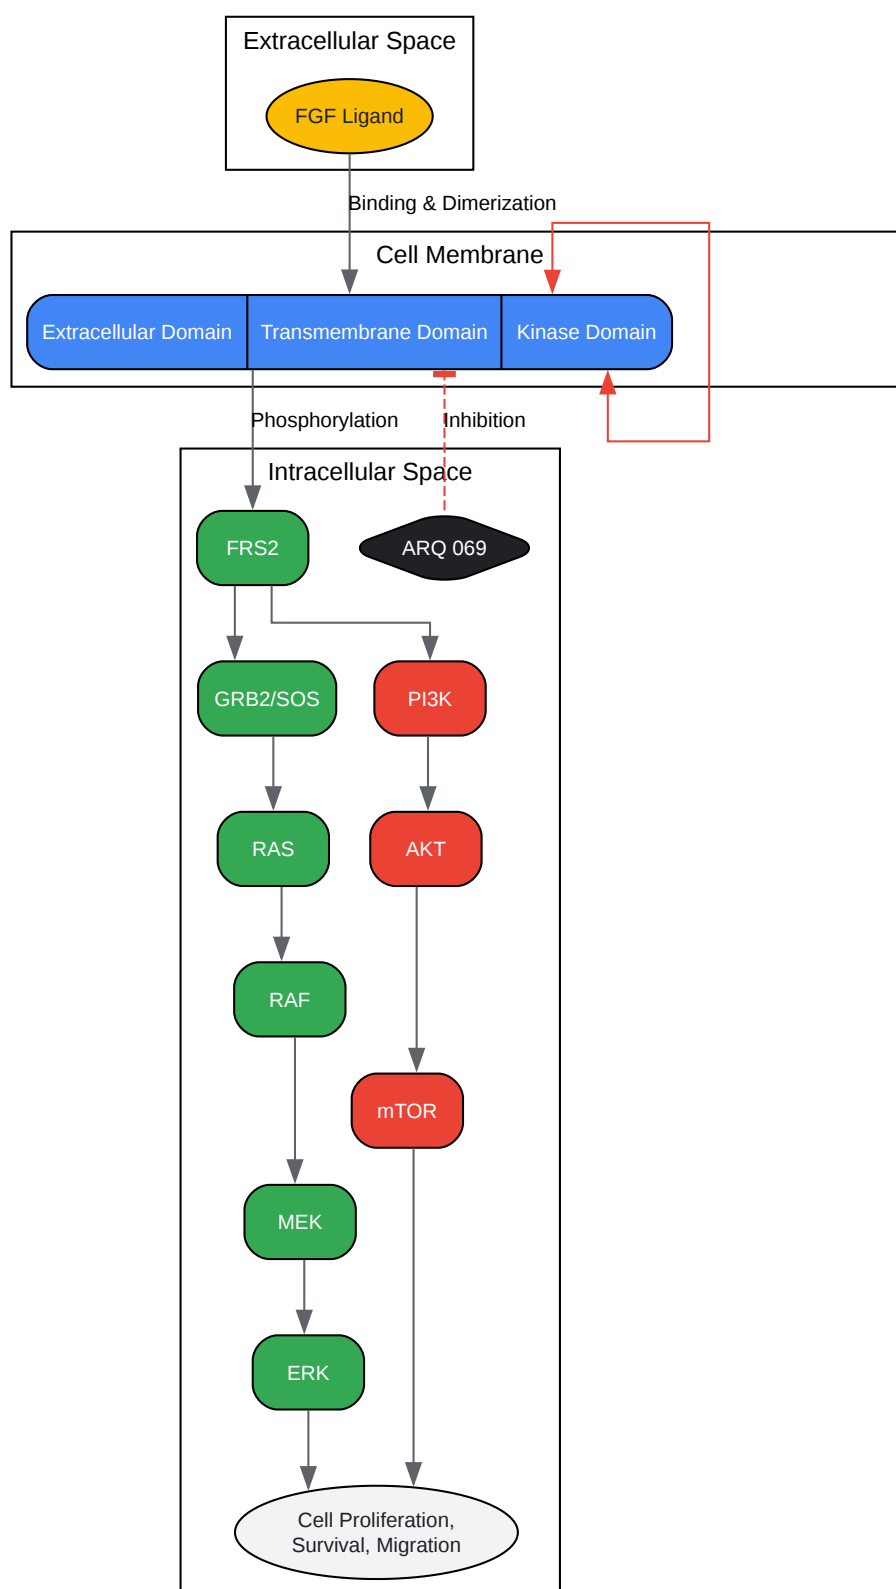 Extracellular Space
FGF Ligand
Binding & Dimerization
Cell Membrane
Extracellular Domain
Transmembrane Domain
Kinase Domain
Phosphorylation
Inhibition
Intracellular Space
FRS2
ARQ 069
GRB2/SOS
PI3K
RAS
AKT
RAF
mTOR
MEK
ERK
Cell Proliferation,
Survival, Migration